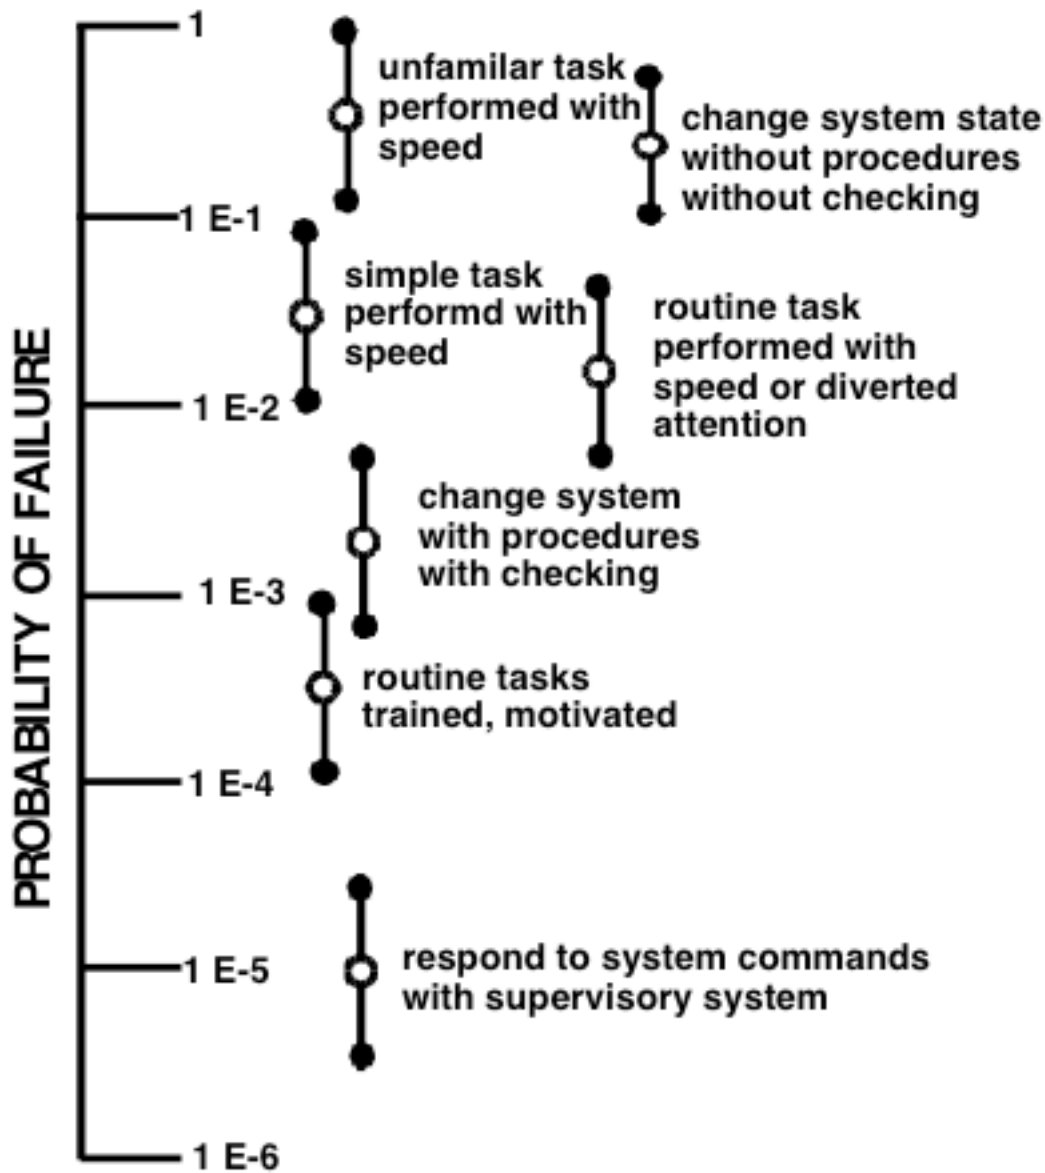 PROBABILITY OF FAILURE
1
unfamilar task
performed with
speed
change system state
without procedures
without checking
1 E-1
simple task
performd with
speed
routine task
performed with
speed or diverted
attention
1 E-2
change system
with procedures
with checking
1 E-3
routine tasks
trained, motivated
1 E-4
1 E-5
respond to system commands
with supervisory system
1 E-6